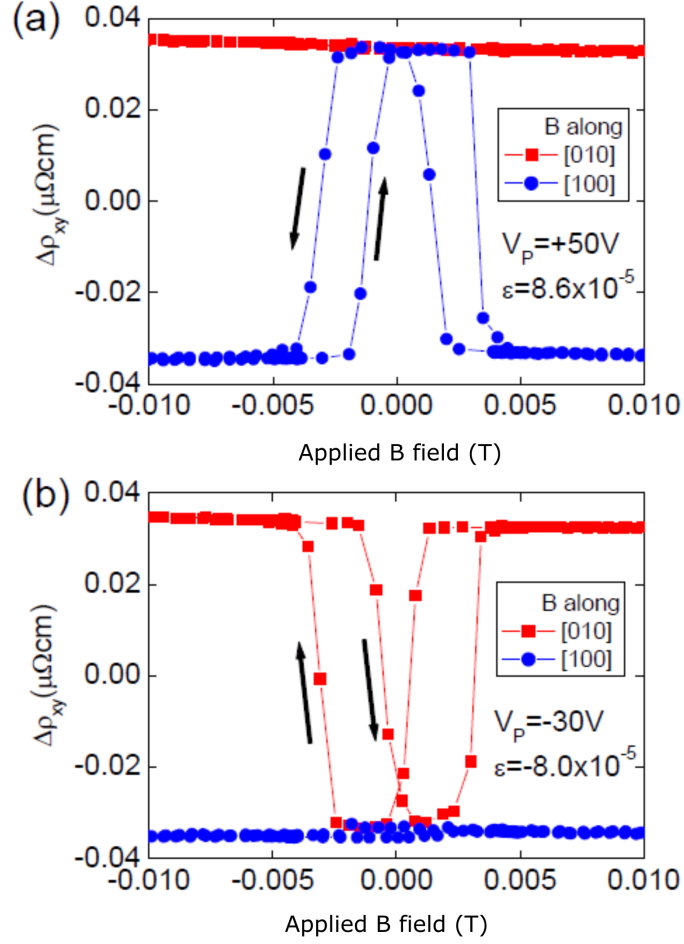 (a)
0.04
0.02
0.00
-0.02
-0.04
Δρxy(μΩcm)
B along
[010]
[100]
VP=+50V
ε=8.6x10-5
-0.010 -0.005 0.000 0.005 0.010
Applied B field (T)
(b)
0.04
0.02
0.00
-0.02
-0.04
Δρxy(μΩcm)
B along
[010]
[100]
VP=-30V
ε=-8.0x10-5
-0.010 -0.005 0.000 0.005 0.010
Applied B field (T)